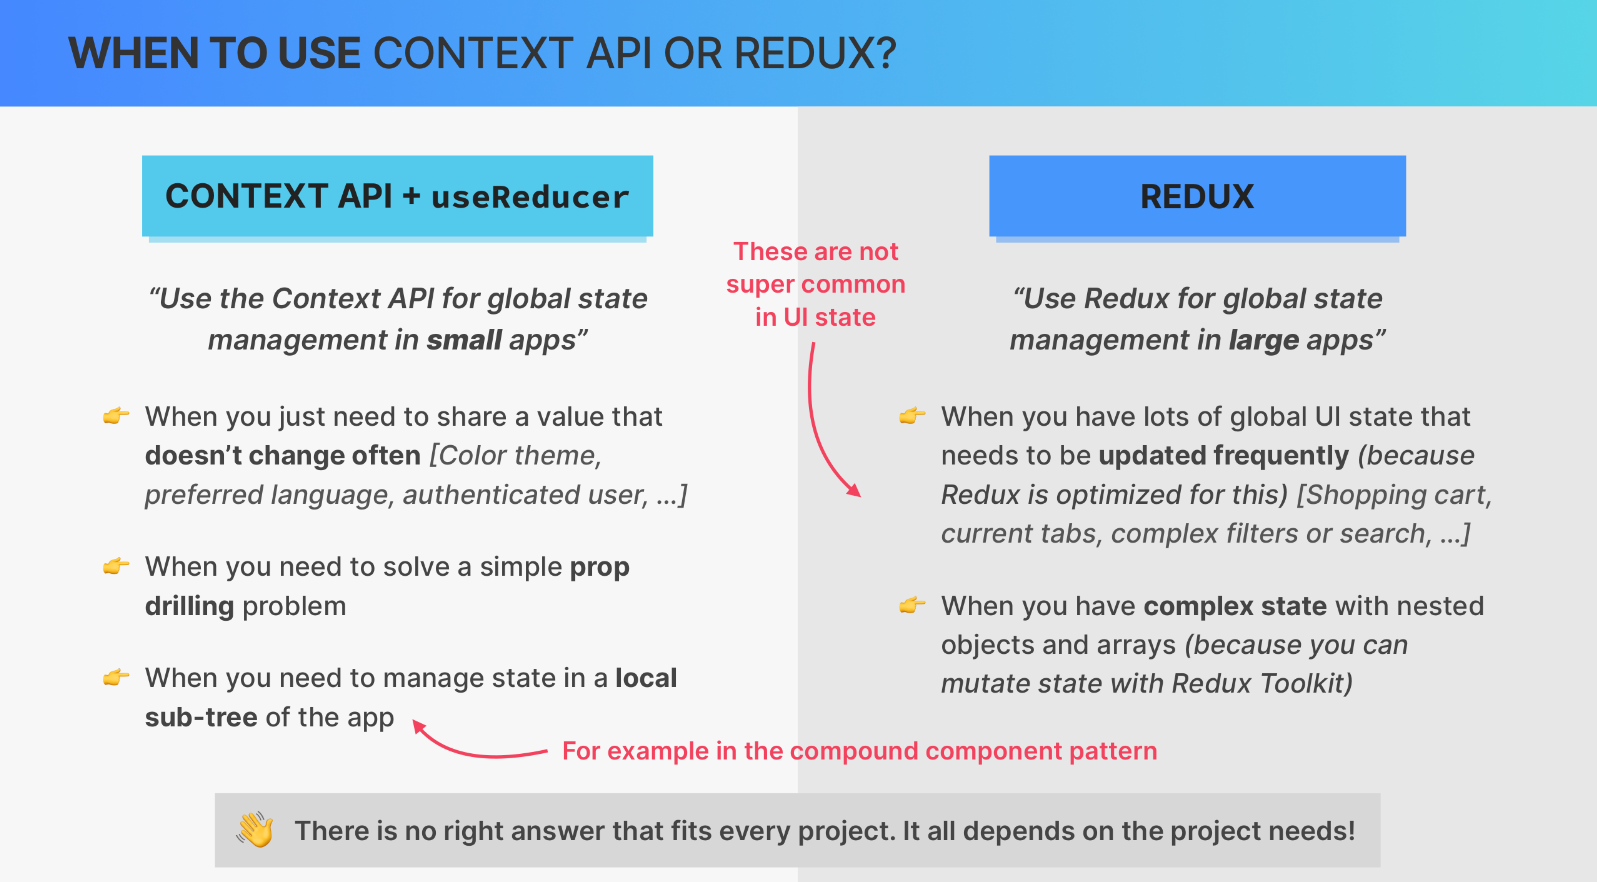 WHEN TO USE CONTEXT API OR REDUX?
CONTEXT API + useReducer
“Use the Context API for global state
management in small apps”
When you just need to share a value that
doesn’t change often [Color theme,
preferred language, authenticated user, ...]
When you need to solve a simple prop
drilling problem
When you need to manage state in a local
sub-tree of the app
For example in the compound component pattern
These are not
super common
in UI state
REDUX
“Use Redux for global state
management in large apps”
When you have lots of global UI state that
needs to be updated frequently (because
Redux is optimized for this) [Shopping cart,
current tabs, complex filters or search, ...]
When you have complex state with nested
objects and arrays (because you can
mutate state with Redux Toolkit)
There is no right answer that fits every project. It all depends on the project needs!